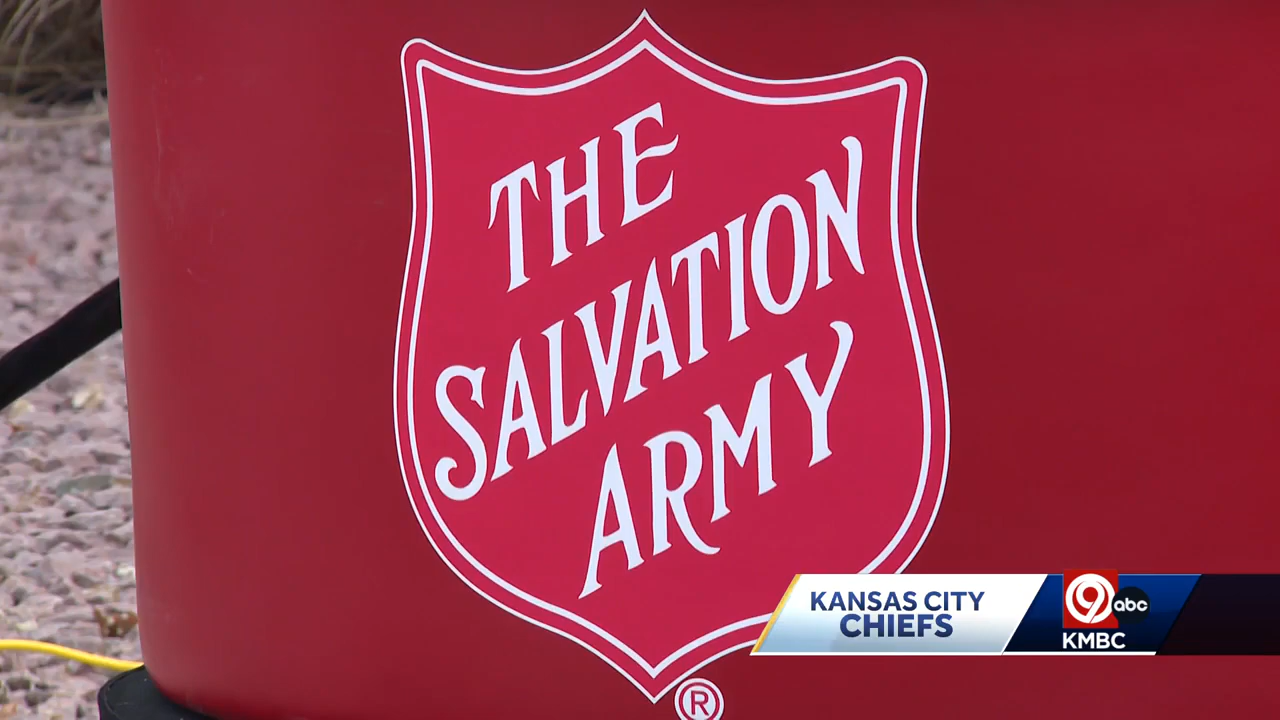 THE
SALVATION
ARMY
®
KANSAS CITY
CHIEFS
9 abc
KMBC